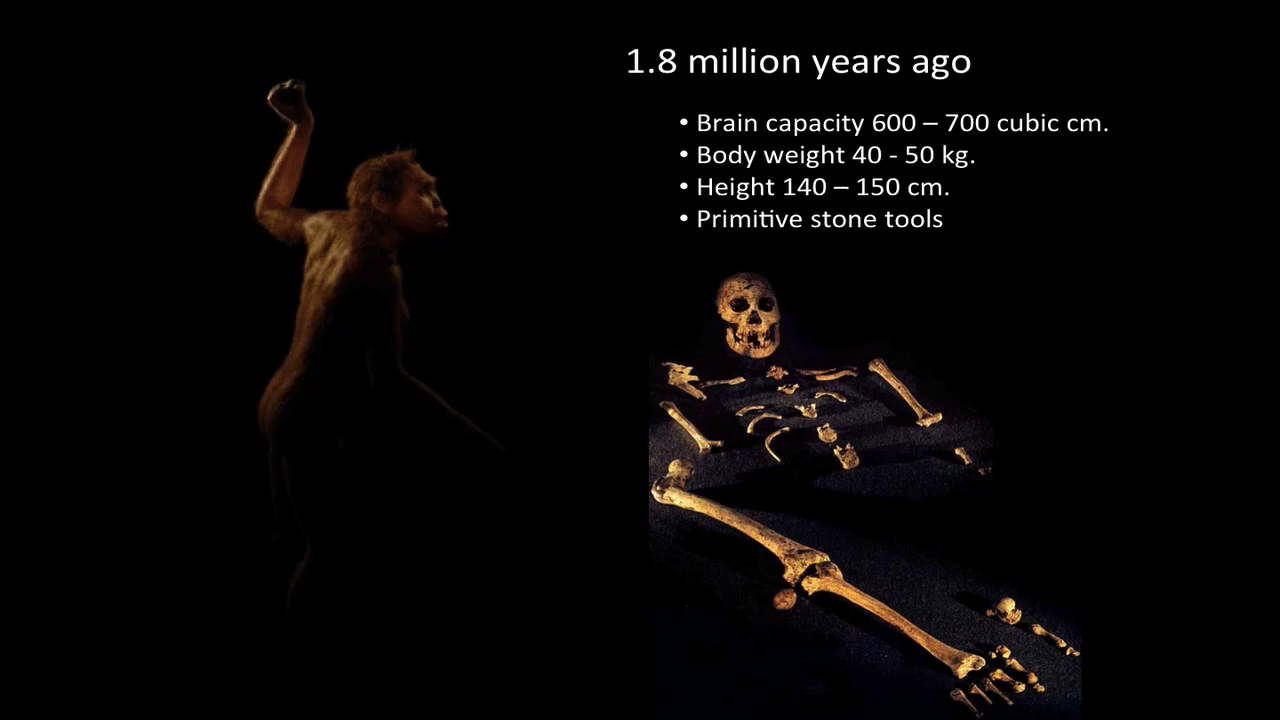 1.8 million years ago
• Brain capacity 600 – 700 cubic cm.
• Body weight 40 - 50 kg.
• Height 140 – 150 cm.
• Primitive stone tools